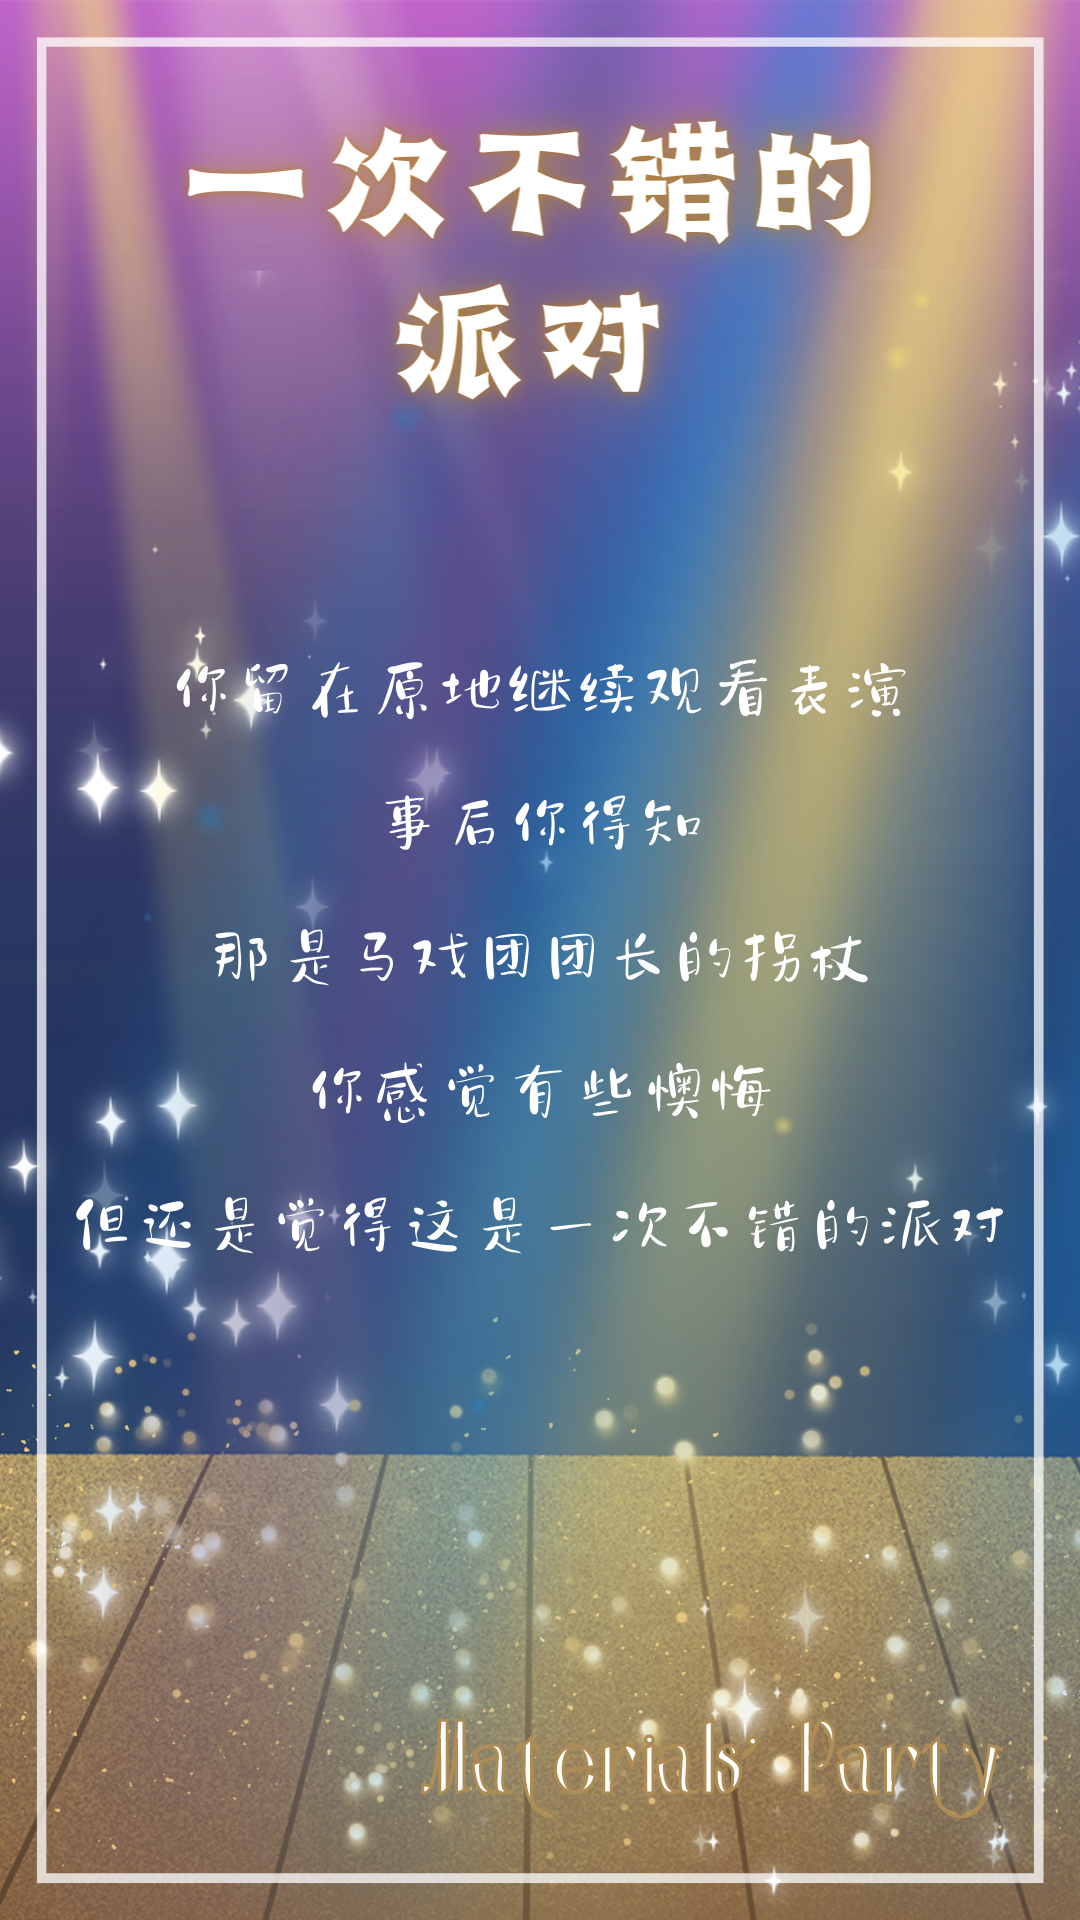 一次不错的
派对
你留在原地继续观看表演
事后你得知
那是马戏团团长的拐杖
你感觉有些懊悔
但还是觉得这是一次不错的派对
Materials' Party